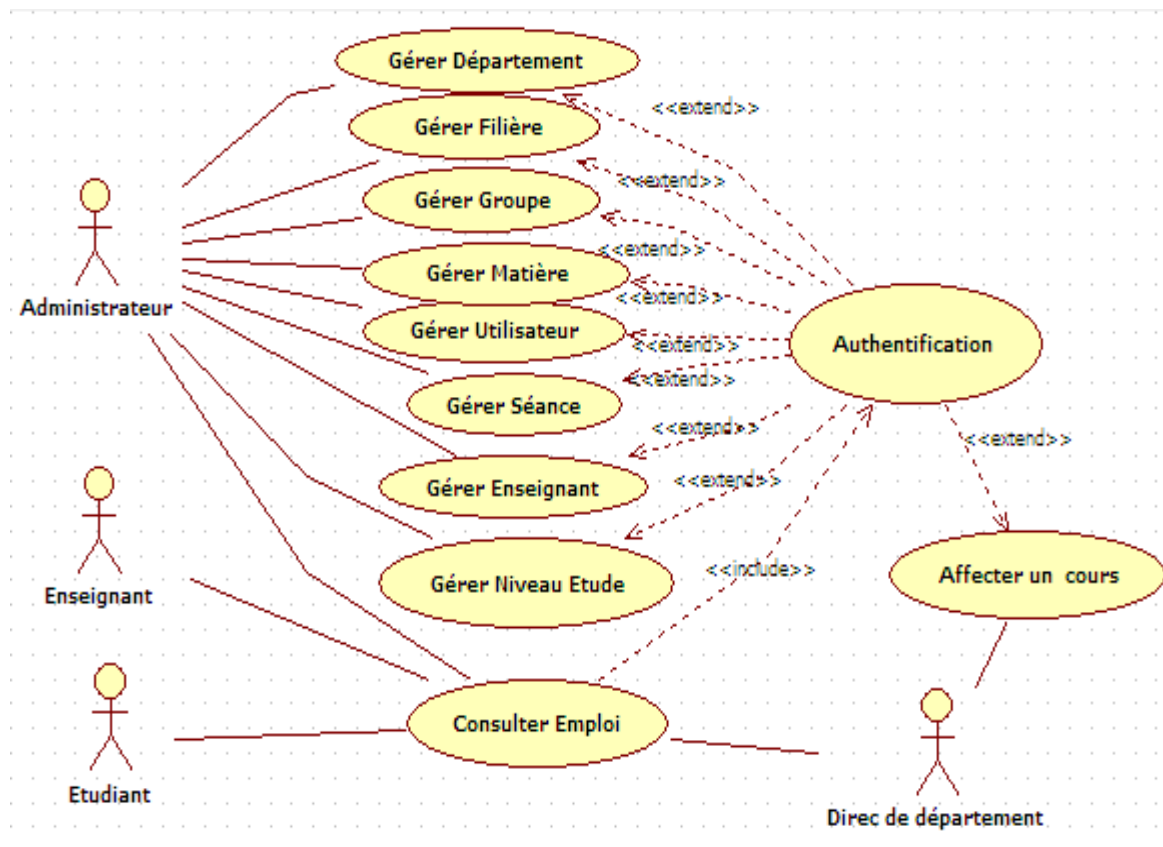 Gérer Département
<<extend>>
Gérer Filière
<<extend>>
Gérer Groupe
<<extend>>
Gérer Matière
<<extend>>
Administrateur
Gérer Utilisateur
<<extend>>
Authentification
<<extend>>
Gérer Séance
<<extend>>
<<extend>>
Gérer Enseignant
<<extend>>
<<include>>
Affecter un cours
Gérer Niveau Etude
Enseignant
Consulter Emploi
Etudiant
Direc de département